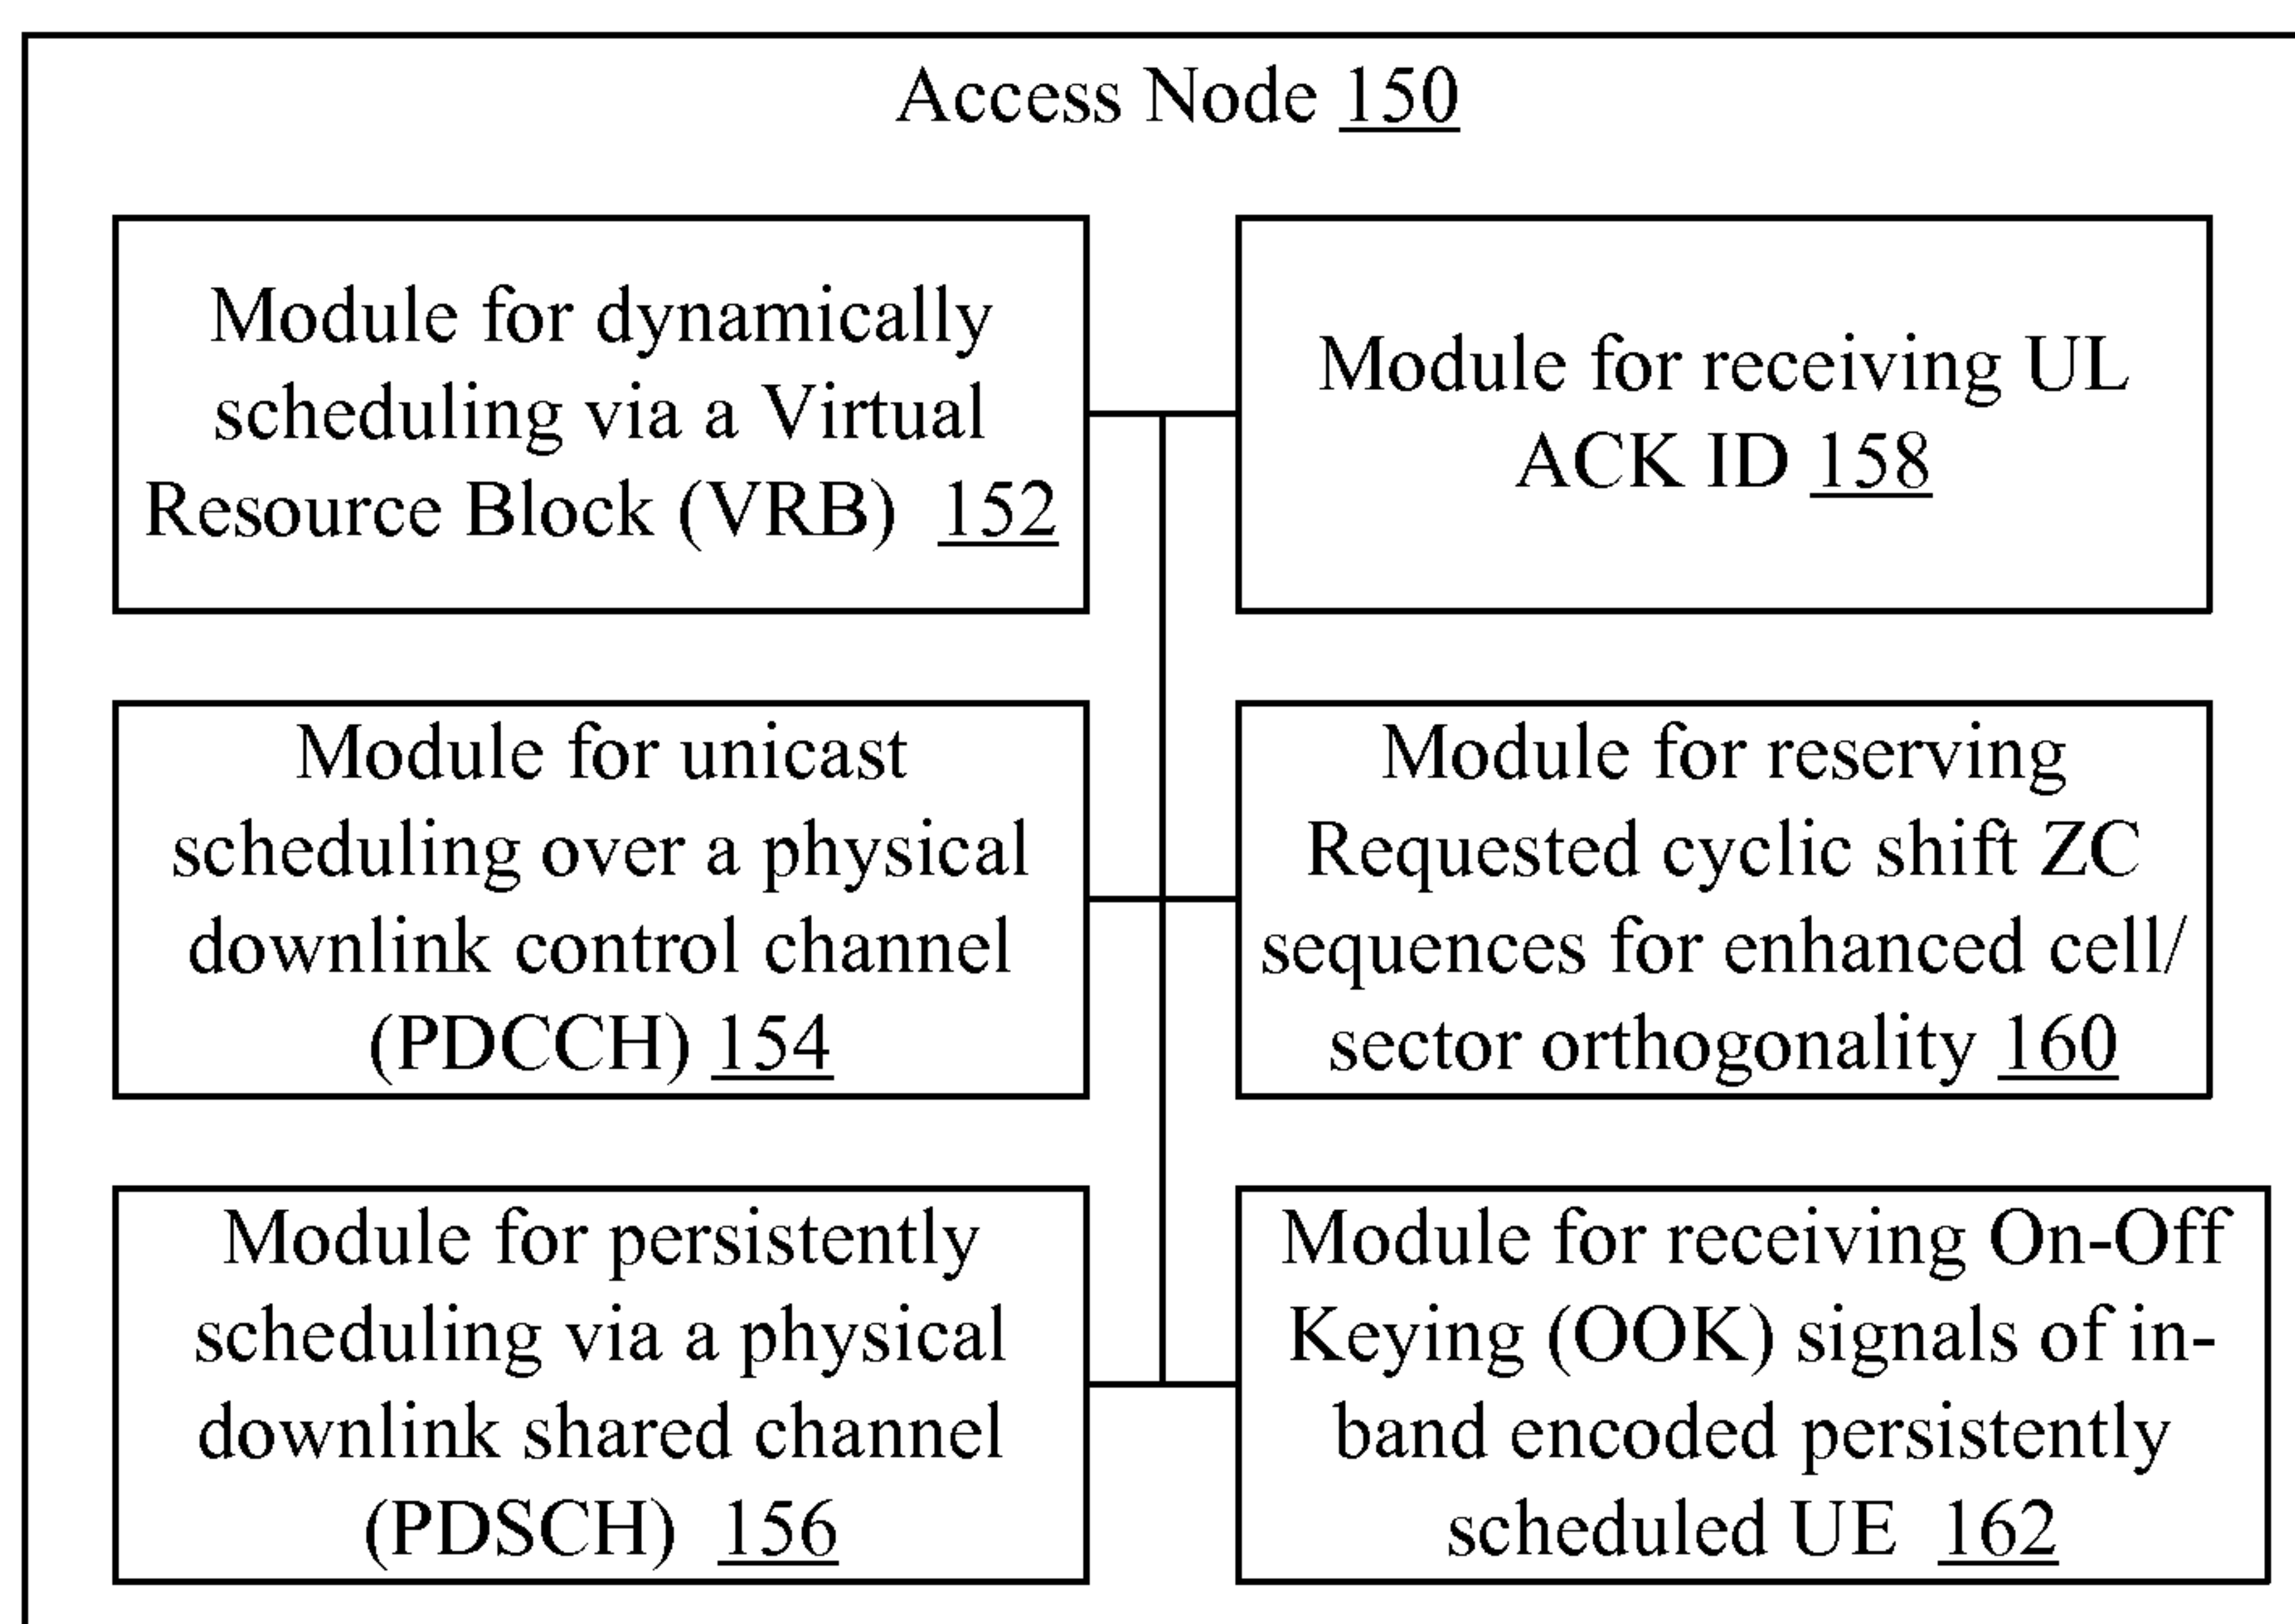 Access Node 150
Module for dynamically
scheduling via a Virtual
Resource Block (VRB) 152
Module for receiving UL
ACK ID 158
Module for unicast
scheduling over a physical
downlink control channel
(PDCCH) 154
Module for reserving
Requested cyclic shift ZC
sequences for enhanced cell/
sector orthogonality 160
Module for persistently
scheduling via a physical
downlink shared channel
(PDSCH) 156
Module for receiving On-Off
Keying (OOK) signals of in-
band encoded persistently
scheduled UE 162